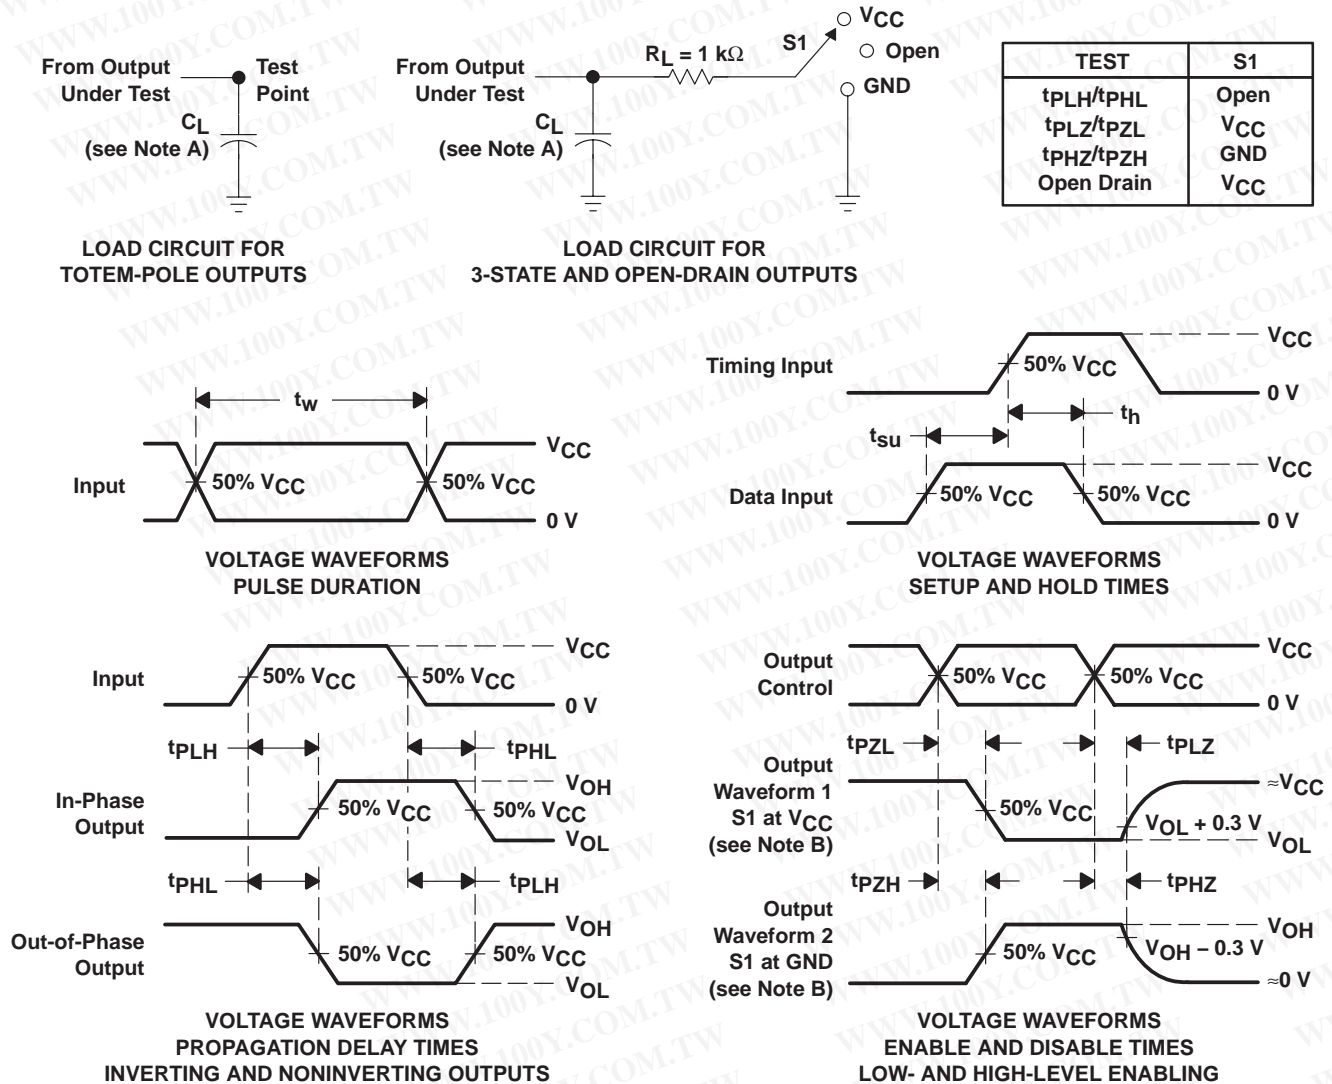 From Output
Under Test
Test
Point
CL
(see Note A)
LOAD CIRCUIT FOR
TOTEM-POLE OUTPUTS
From Output
Under Test
RL = 1 kΩ
S1
VCC
Open
GND
CL
(see Note A)
LOAD CIRCUIT FOR
3-STATE AND OPEN-DRAIN OUTPUTS
TEST S1
tPLH/tPHL Open
tPLZ/tPZL VCC
tPHZ/tPZH GND
Open Drain VCC
tw
Input
50% VCC
50% VCC
VCC
0 V
VOLTAGE WAVEFORMS
PULSE DURATION
Timing Input
50% VCC
VCC
0 V
tsu
th
Data Input
50% VCC
50% VCC
VCC
0 V
VOLTAGE WAVEFORMS
SETUP AND HOLD TIMES
Input
50% VCC
50% VCC
VCC
0 V
tPLH
tPHL
In-Phase
Output
50% VCC
50% VCC
VOH
VOL
tPHL
tPLH
Out-of-Phase
Output
50% VCC
50% VCC
VOH
VOL
VOLTAGE WAVEFORMS
PROPAGATION DELAY TIMES
INVERTING AND NONINVERTING OUTPUTS
Output
Control
50% VCC
50% VCC
VCC
0 V
tPZL
tPLZ
Output
Waveform 1
S1 at VCC
(see Note B)
50% VCC
VOL + 0.3 V
≈VCC
VOL
tPZH
tPHZ
Output
Waveform 2
S1 at GND
(see Note B)
50% VCC
VOH − 0.3 V
VOH
≈0 V
VOLTAGE WAVEFORMS
ENABLE AND DISABLE TIMES
LOW- AND HIGH-LEVEL ENABLING
WWW.100Y.COM.TW